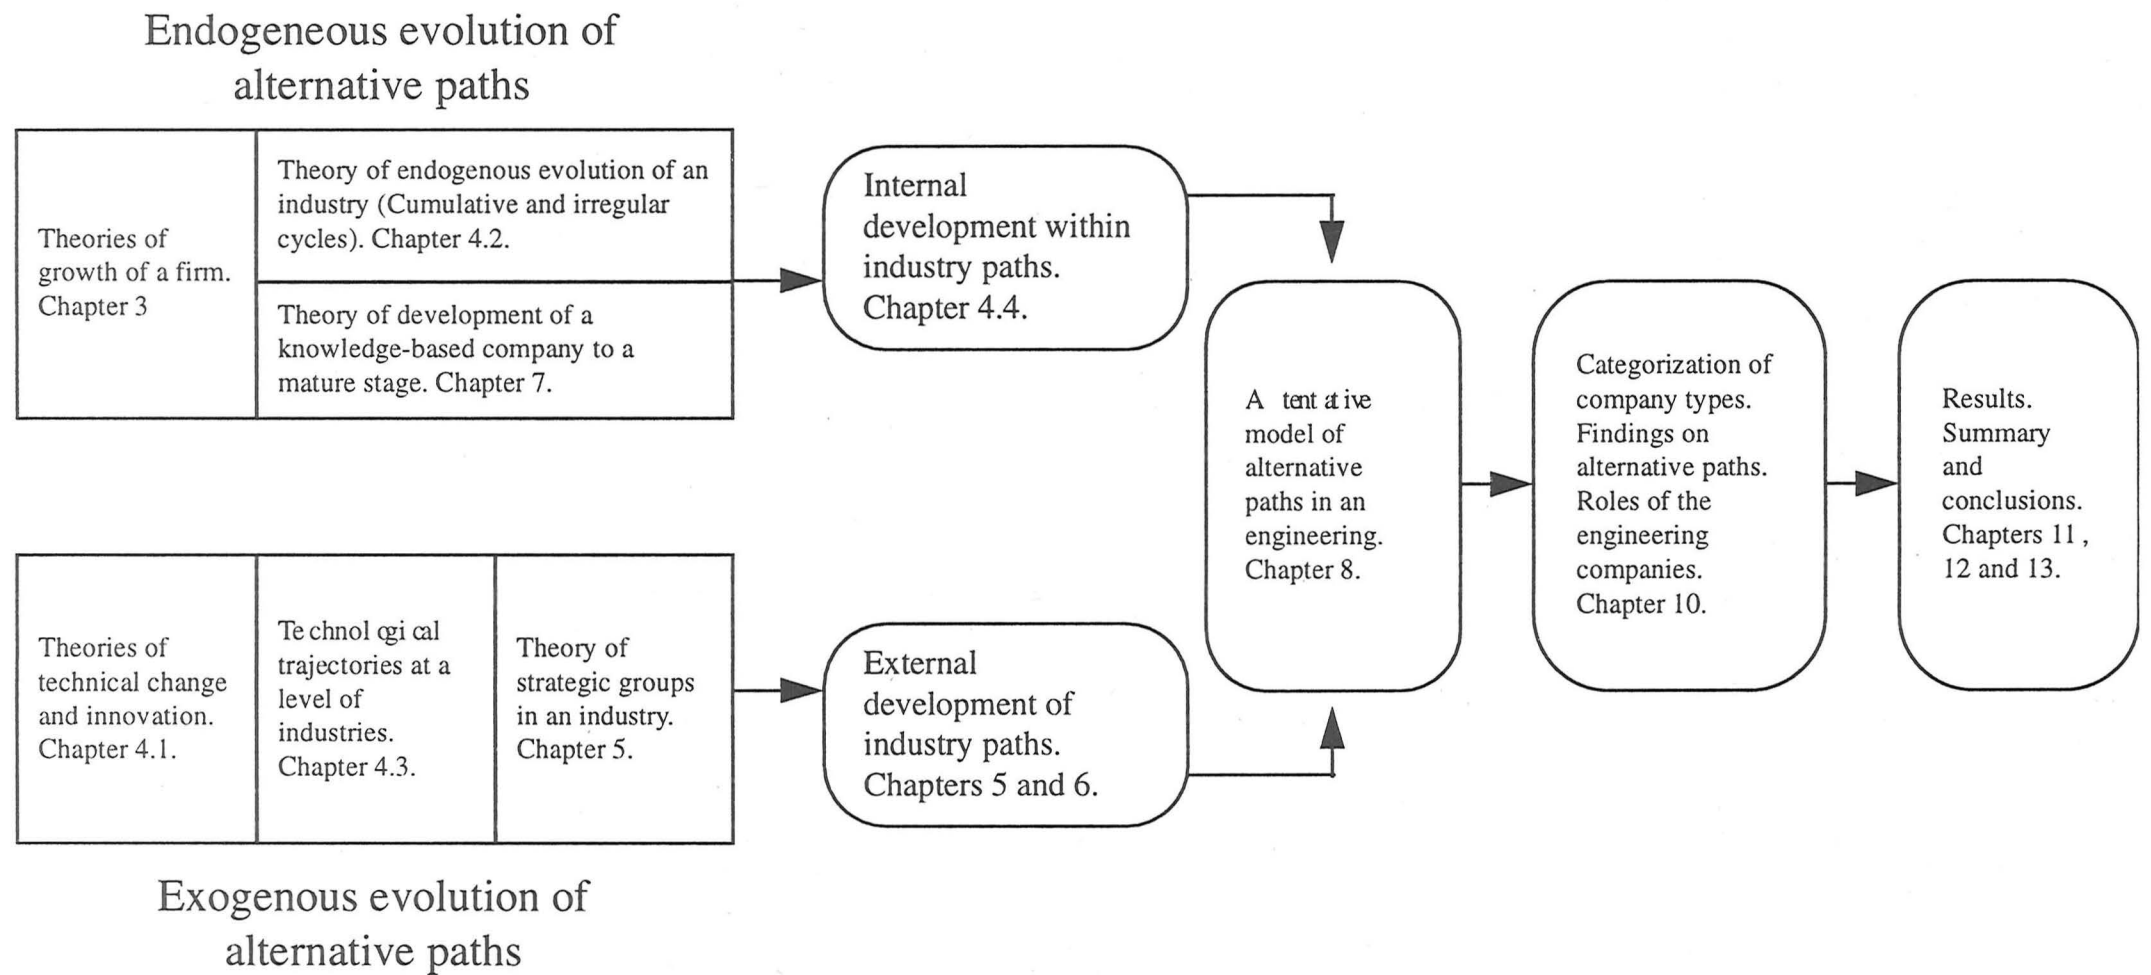 Endogeneous evolution of
alternative paths
Theories of
growth of a firm.
Chapter 3
Theory of endogenous evolution of an
industry (Cumulative and irregular
cycles). Chapter 4.2.
Theory of development of a
knowledge-based company to a
mature stage. Chapter 7.
Internal
development within
industry paths.
Chapter 4.4.
Theories of
technical change
and innovation.
Chapter 4.1.
Technological
trajectories at a
level of
industries.
Chapter 4.3.
Theory of
strategic groups
in an industry.
Chapter 5.
External
development of
industry paths.
Chapters 5 and 6.
A tentative
model of
alternative
paths in an
engineering.
Chapter 8.
Categorization of
company types.
Findings on
alternative paths.
Roles of the
engineering
companies.
Chapter 10.
Results.
Summary
and
conclusions.
Chapters 11 ,
12 and 13.
Exogenous evolution of
alternative paths